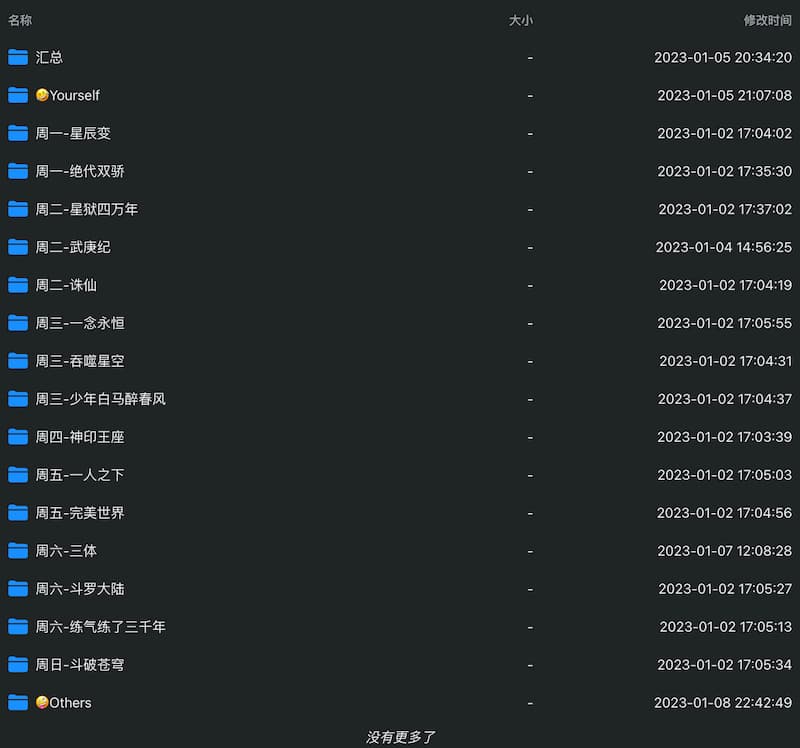 名称 大小 修改时间
汇总 - 2023-01-05 20:34:20
🤣Yourself - 2023-01-05 21:07:08
周一-星辰变 - 2023-01-02 17:04:02
周一-绝代双骄 - 2023-01-02 17:35:30
周二-星狱四万年 - 2023-01-02 17:37:02
周二-武庚纪 - 2023-01-04 14:56:25
周二-诛仙 - 2023-01-02 17:04:19
周三-一念永恒 - 2023-01-02 17:05:55
周三-吞噬星空 - 2023-01-02 17:04:31
周三-少年白马醉春风 - 2023-01-02 17:04:37
周四-神印王座 - 2023-01-02 17:03:39
周五-一人之下 - 2023-01-02 17:05:03
周五-完美世界 - 2023-01-02 17:04:56
周六-三体 - 2023-01-07 12:08:28
周六-斗罗大陆 - 2023-01-02 17:05:27
周六-练气练了三千年 - 2023-01-02 17:05:13
周日-斗破苍穹 - 2023-01-02 17:05:34
🤪Others - 2023-01-08 22:42:49
没有更多了